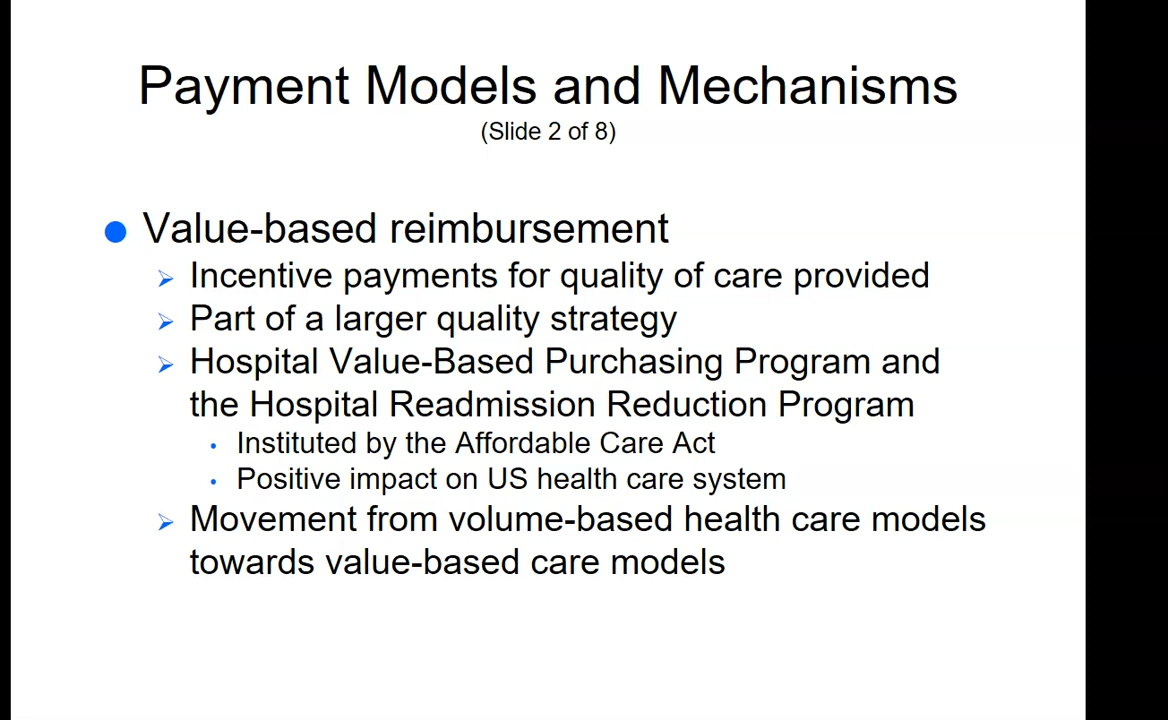 Payment Models and Mechanisms
(Slide 2 of 8)
Value-based reimbursement
Incentive payments for quality of care provided
Part of a larger quality strategy
Hospital Value-Based Purchasing Program and
the Hospital Readmission Reduction Program
Instituted by the Affordable Care Act
Positive impact on US health care system
Movement from volume-based health care models
towards value-based care models